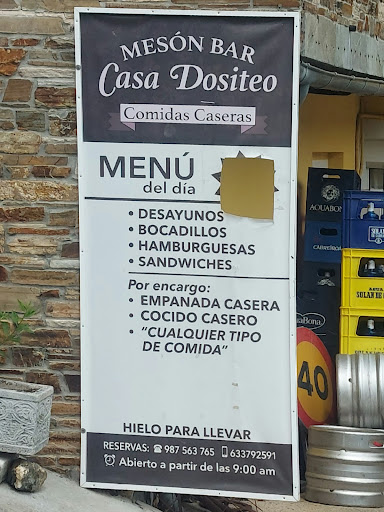 MESÓN BAR
Casa Dositeo
Comidas Caseras
MENÚ
del día
• DESAYUNOS
• BOCADILLOS
• HAMBURGUESAS
• SANDWICHES
Por encargo:
• EMPANADA CASERA
• COCIDO CASERO
• "CUALQUIER TIPO
DE COMIDA"
HIELO PARA LLEVAR
RESERVAS: ☎ 987 563 765 633792591
Abierto a partir de las 9:00 am
AQUABONA
SOLAN DE
40